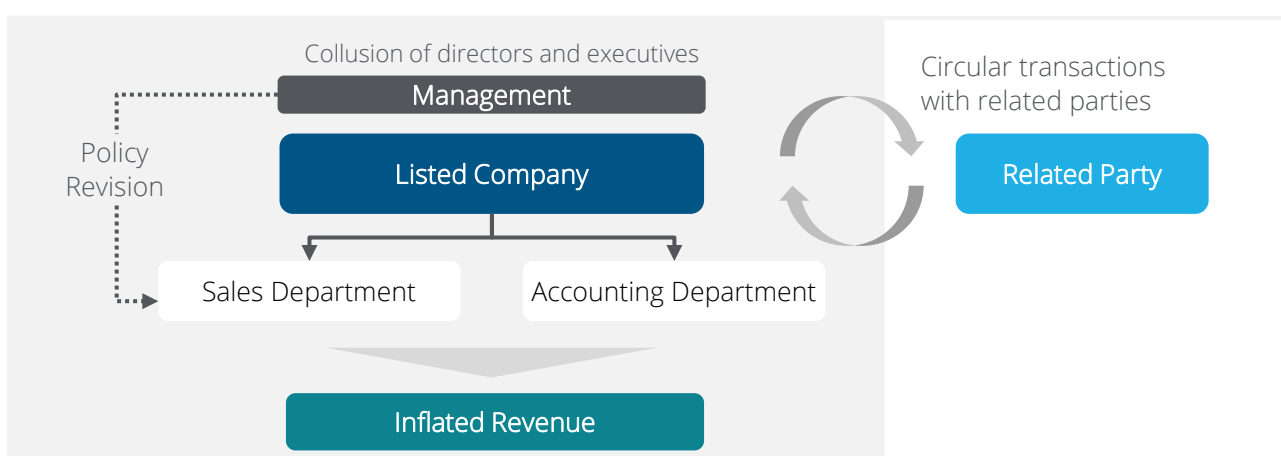 Collusion of directors and executives
Management
Circular transactions
with related parties
Policy
Revision
Listed Company
Related Party
Sales Department
Accounting Department
Inflated Revenue